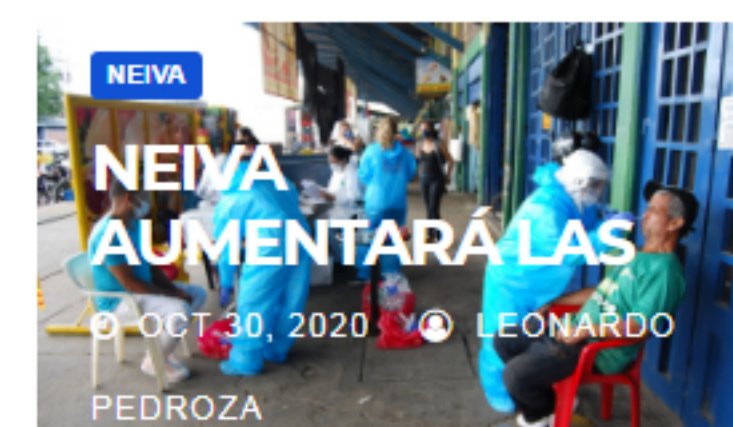 NEIVA
NEIVA
AUMENTARÁ LAS
OCT 30, 2020 LEONARDO
PEDROZA